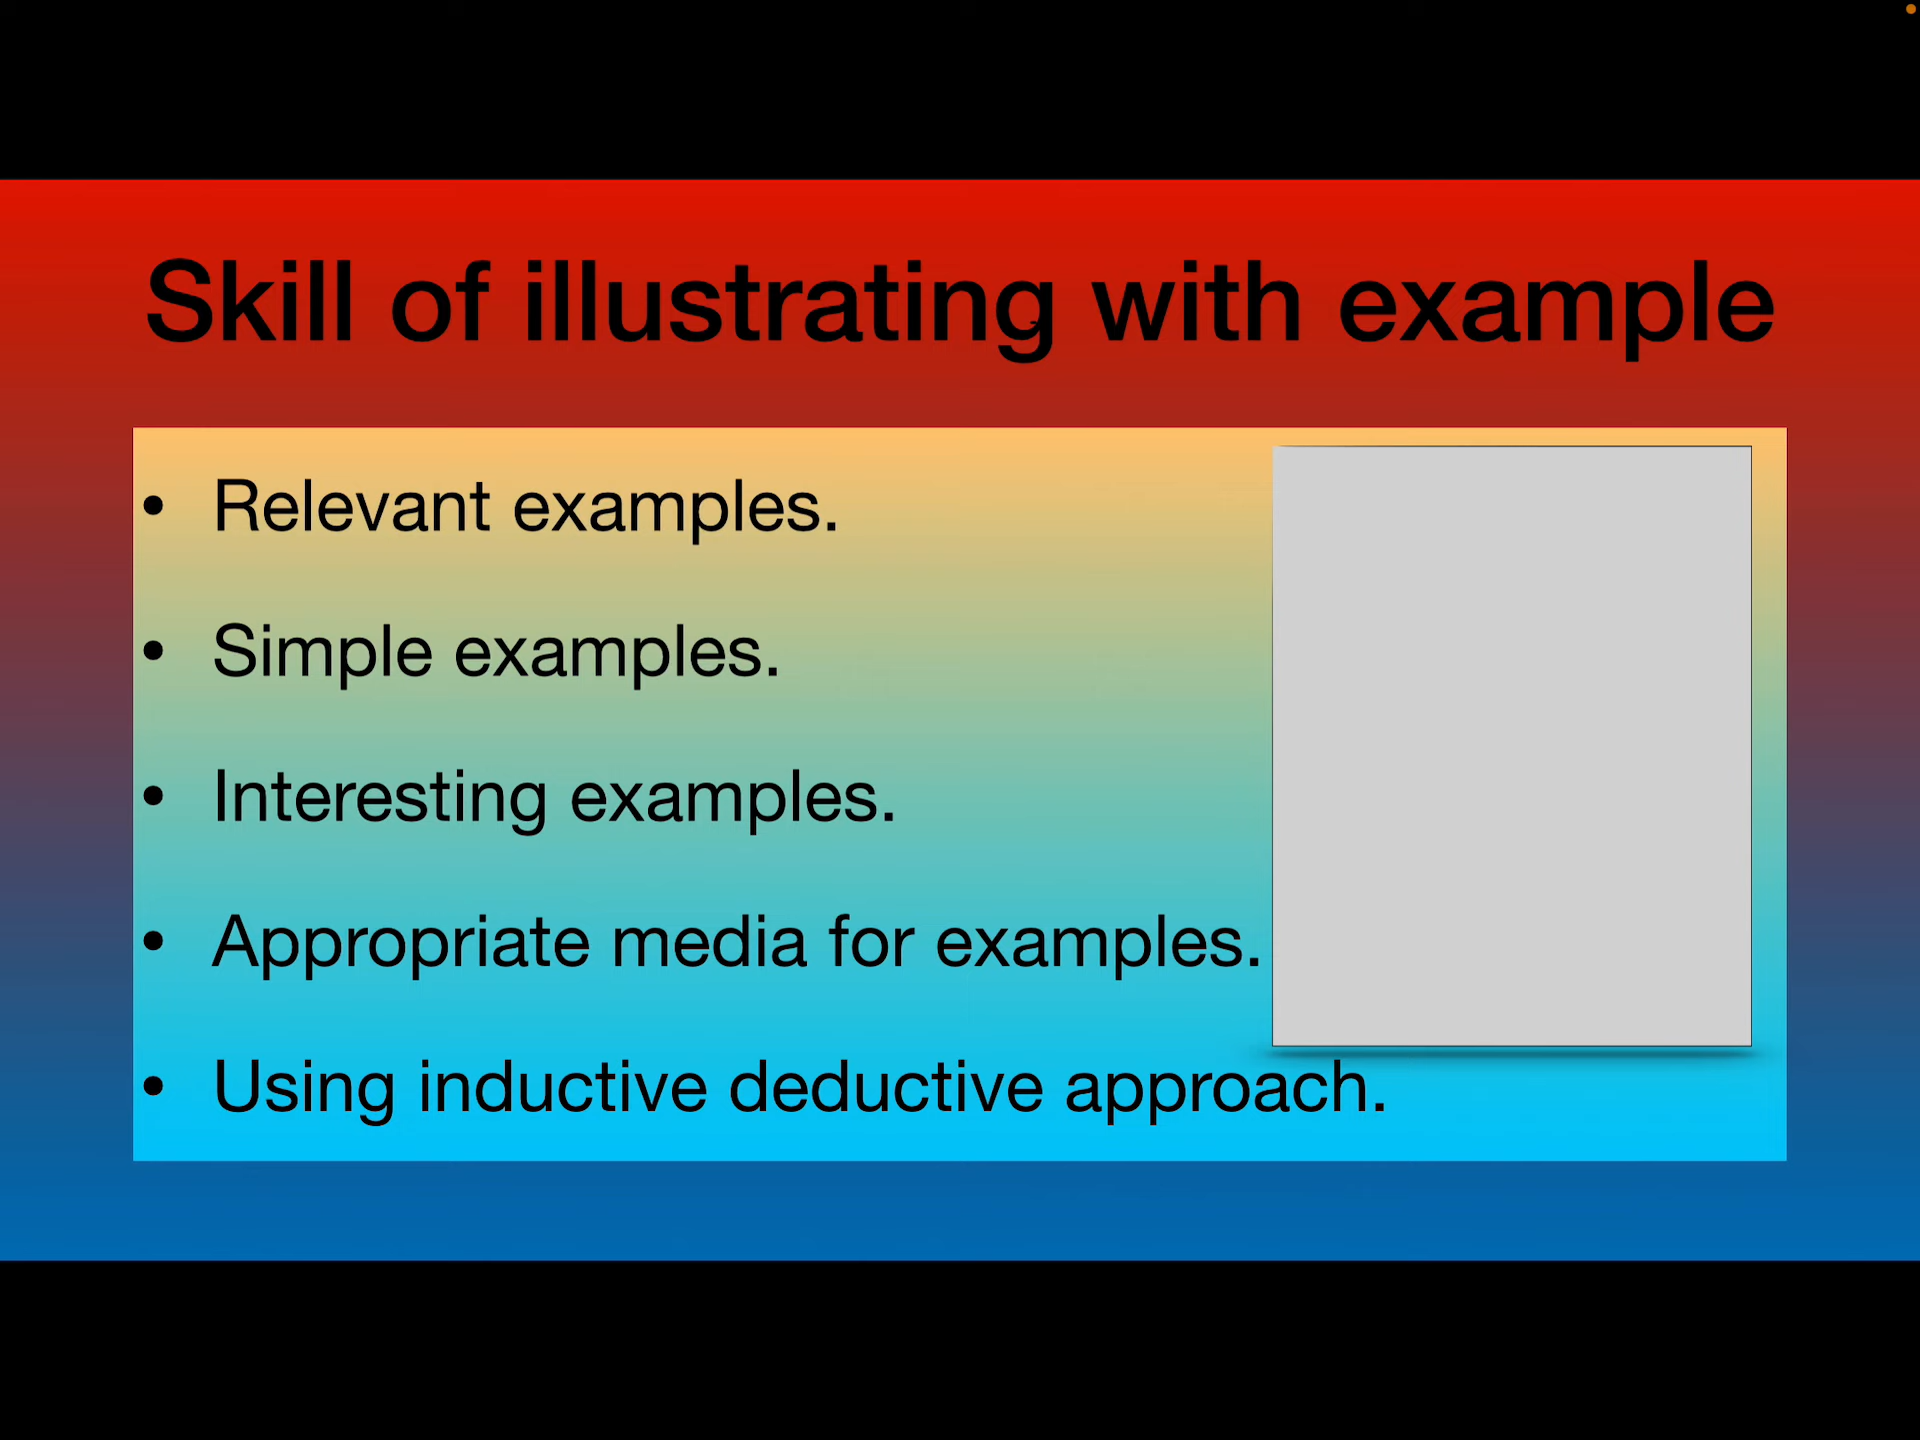 Skill of illustrating with example
• Relevant examples.
• Simple examples.
• Interesting examples.
• Appropriate media for examples.
• Using inductive deductive approach.